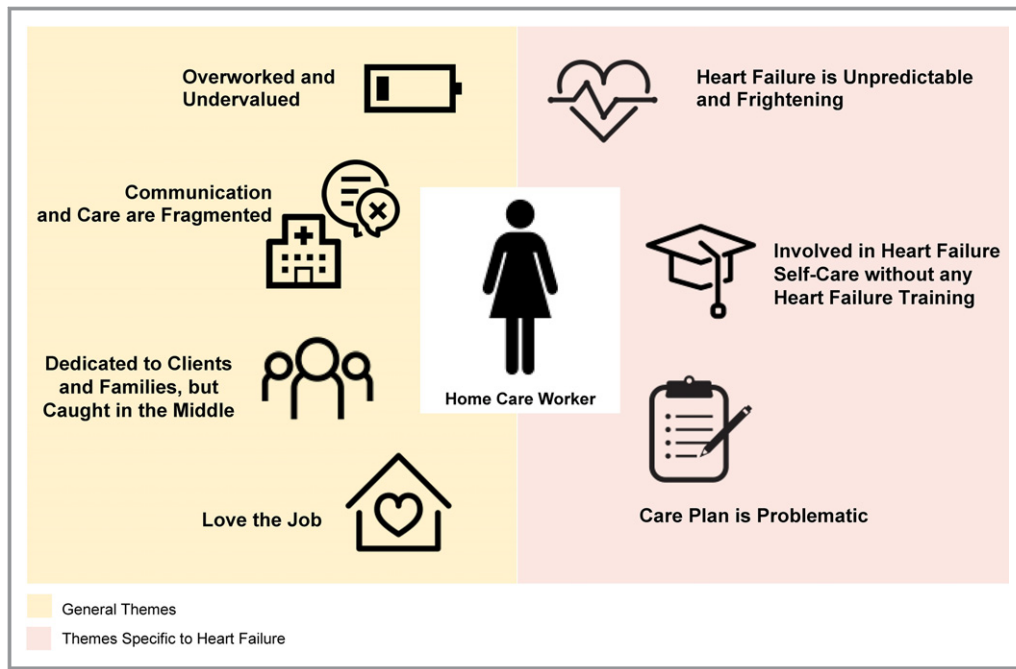 Overworked and
Undervalued
Communication
and Care are Fragmented
Dedicated to Clients
and Families, but
Caught in the Middle
Love the Job
Home Care Worker
Heart Failure is Unpredictable
and Frightening
Involved in Heart Failure
Self-Care without any
Heart Failure Training
Care Plan is Problematic
General Themes
Themes Specific to Heart Failure